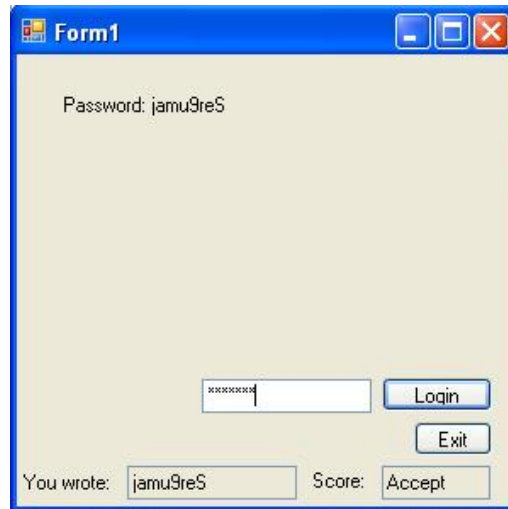 Form1
Password: jamu9reS
*******
Login
Exit
You wrote: jamu9reS Score: Accept